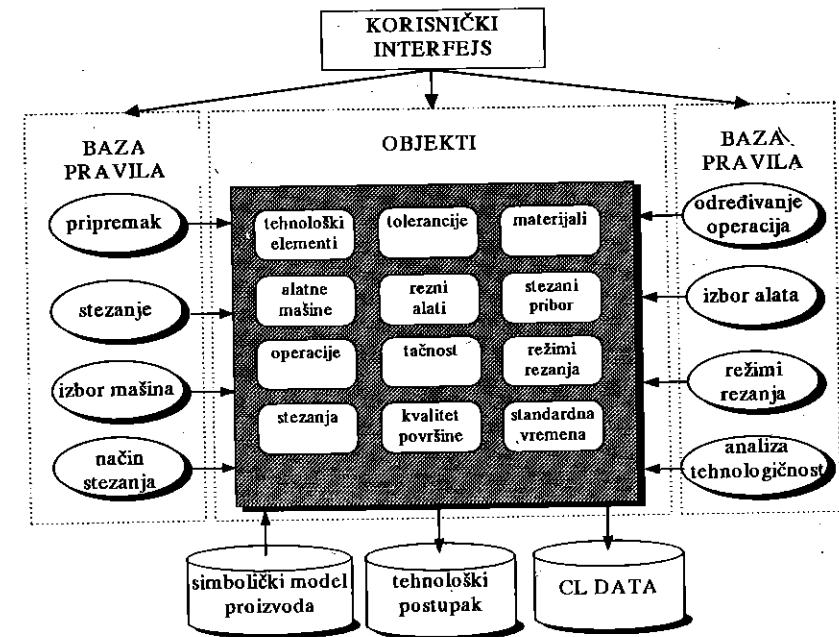 KORISNIČKI
INTERFEJS
BAZA
PRAVILA
pripremak
stezanje
izbor mašina
način
stezanja
OBJEKTI
tehnološki
elementi
tolerancije
materijali
alatne
mašine
rezni
alati
stezani
pribor
operacije
tačnost
režimi
rezanja
stezanja
kvalitet
površine
standardna
vremena
BAZA
PRAVILA
određivanje
operacija
izbor alata
režimi
rezanja
analiza
tehnologičnost
simbolički model
proizvoda
tehnološki
postupak
CL DATA